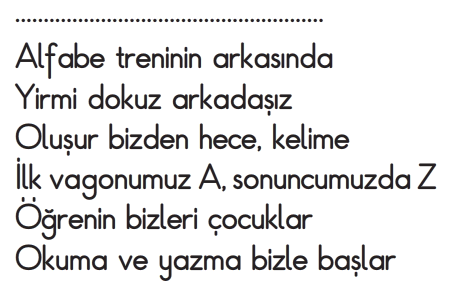 ......................................................
Alfabe treninin arkasında
Yirmi dokuz arkadaşız
Oluşur bizden hece, kelime
İlk vagonumuz A, sonuncumuzda Z
Öğrenin bizleri çocuklar
Okuma ve yazma bizle başlar